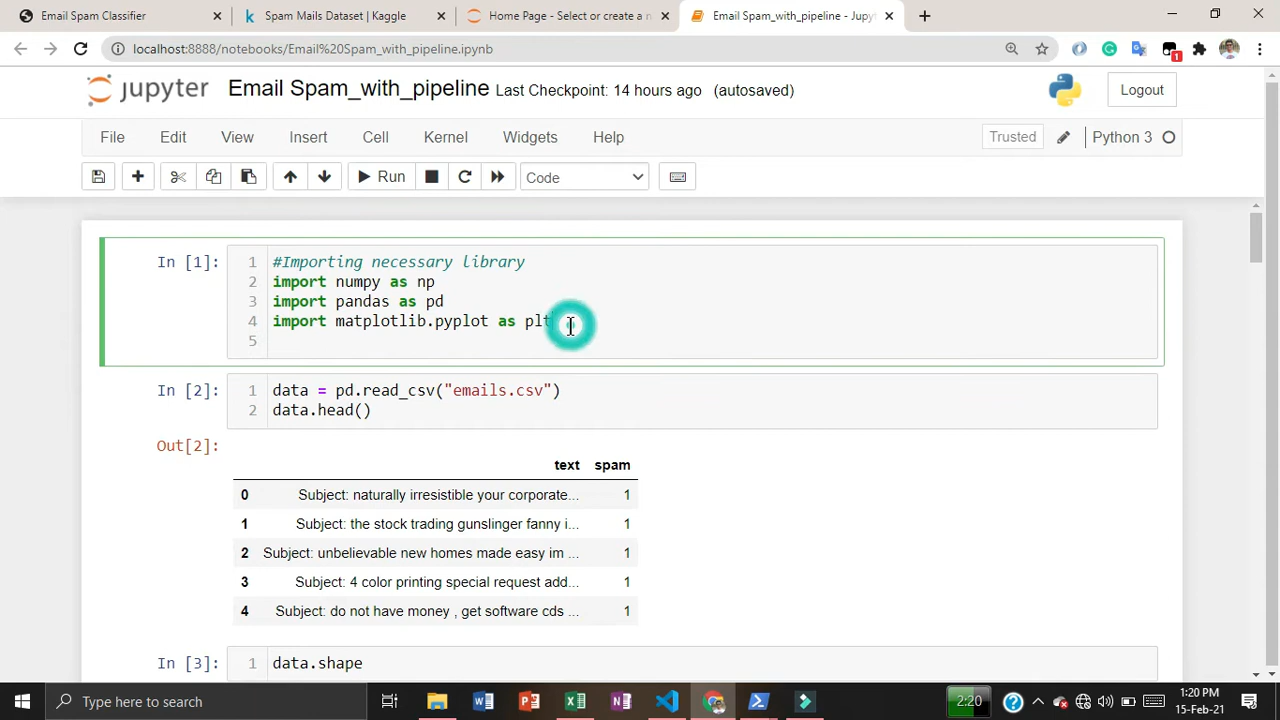 Email Spam Classifier
Spam Mails Dataset | Kaggle
Home Page - Select or create a n
Email Spam_with_pipeline - Jupyt
localhost:8888/notebooks/Email%20Spam_with_pipeline.ipynb
1
jupyter
Email Spam_with_pipeline Last Checkpoint: 14 hours ago (autosaved)
Logout
File Edit View Insert Cell Kernel Widgets Help
Trusted
Python 3
Run
Code
In [1]:
1 #Importing necessary library
2 import numpy as np
3 import pandas as pd
4 import matplotlib.pyplot as plt
5
In [2]:
1 data = pd.read_csv("emails.csv")
2 data.head()
Out[2]:
text spam
0 Subject: naturally irresistible your corporate... 1
1 Subject: the stock trading gunslinger fanny i... 1
2 Subject: unbelievable new homes made easy im ... 1
3 Subject: 4 color printing special request add... 1
4 Subject: do not have money , get software cds ... 1
In [3]:
1 data.shape
Type here to search
2:20
1:20 PM
15-Feb-21